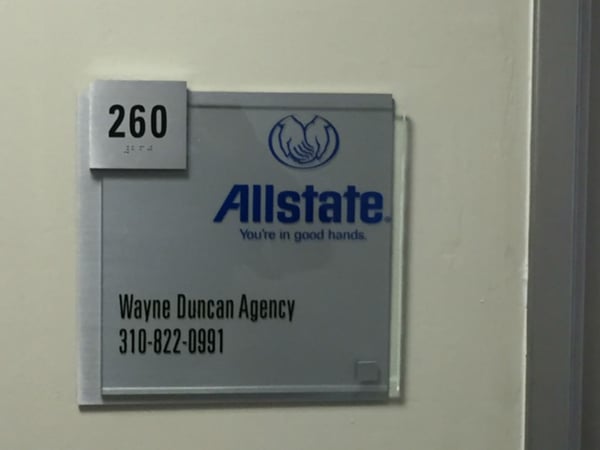 260
Allstate®
You're in good hands.
Wayne Duncan Agency
310-822-0991